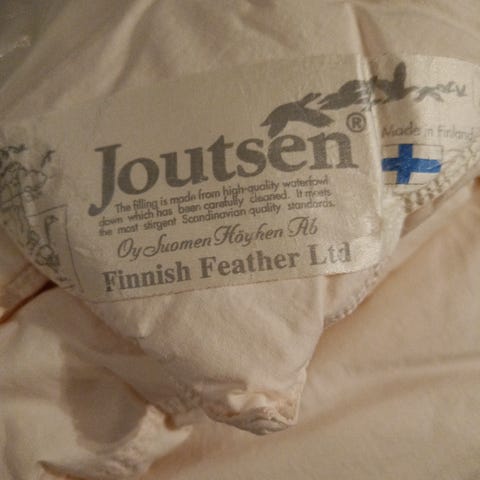 Joutsen®
Made in Finland
The filling is made from high-quality waterfowl
down which has been carefully cleaned. It meets
the most stirgent Scandinavian quality standards.
Oy Suomen Höyhen Ab
Finnish Feather Ltd